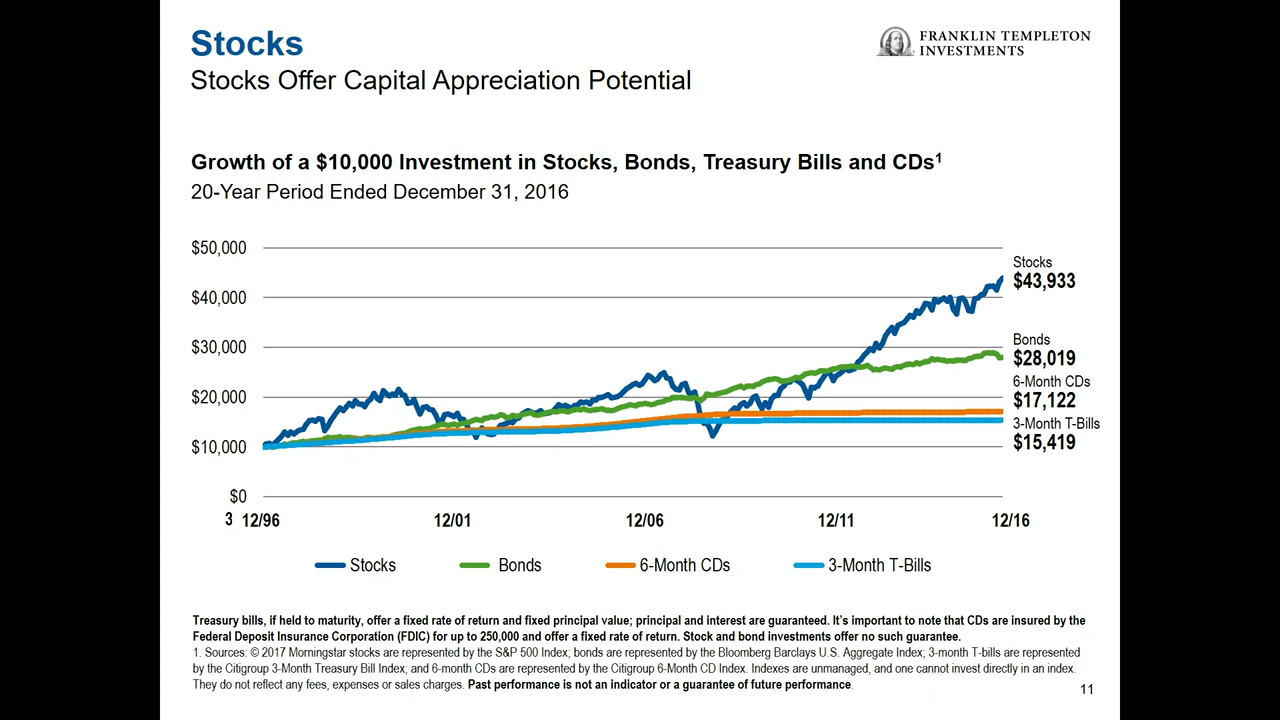 Stocks
FRANKLIN TEMPLETON
INVESTMENTS
Stocks Offer Capital Appreciation Potential
Growth of a $10,000 Investment in Stocks, Bonds, Treasury Bills and CDs¹
20-Year Period Ended December 31, 2016
$50,000
$40,000
$30,000
$20,000
$10,000
$0
Stocks
$43,933
Bonds
$28,019
6-Month CDs
$17,122
3-Month T-Bills
$15,419
3 12/96 12/01 12/06 12/11 12/16
Stocks Bonds 6-Month CDs 3-Month T-Bills
Treasury bills, if held to maturity, offer a fixed rate of return and fixed principal value; principal and interest are guaranteed. It's important to note that CDs are insured by the
Federal Deposit Insurance Corporation (FDIC) for up to 250,000 and offer a fixed rate of return. Stock and bond investments offer no such guarantee.
1. Sources: © 2017 Morningstar stocks are represented by the S&P 500 Index; bonds are represented by the Bloomberg Barclays U.S. Aggregate Index; 3-month T-bills are represented
by the Citigroup 3-Month Treasury Bill Index; and 6-month CDs are represented by the Citigroup 6-Month CD Index. Indexes are unmanaged, and one cannot invest directly in an index.
They do not reflect any fees, expenses or sales charges. Past performance is not an indicator or a guarantee of future performance.
11